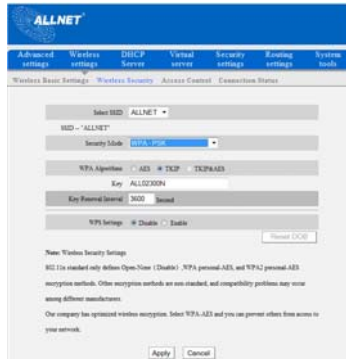 ALLNET
Advanced settings Wireless settings DHCP Server Virtual server Security settings Routing settings System tools
Wireless Basic Settings Wireless Security Access Control Connection Status
Select SSID ALLNET
SSID -- "ALLNET"
Security Mode WPA - PSK
WPA Algorithms AES TKIP TKIP&AES
Key ALL02300N
Key Renewal Interval 3600 Second
WPS Settings Disable Enable
Reset OOB
Note: Wireless Security Settings
802.11n standard only defines Open-None (Disable) ,WPA personal-AES, and WPA2 personal-AES
encryption methods. Other encryption methods are non-standard, and compatibility problems may occur
among different manufacturers.
Our company has optimized wireless encryption. Select WPA-AES and you can prevent others from access to
your network.
Apply Cancel